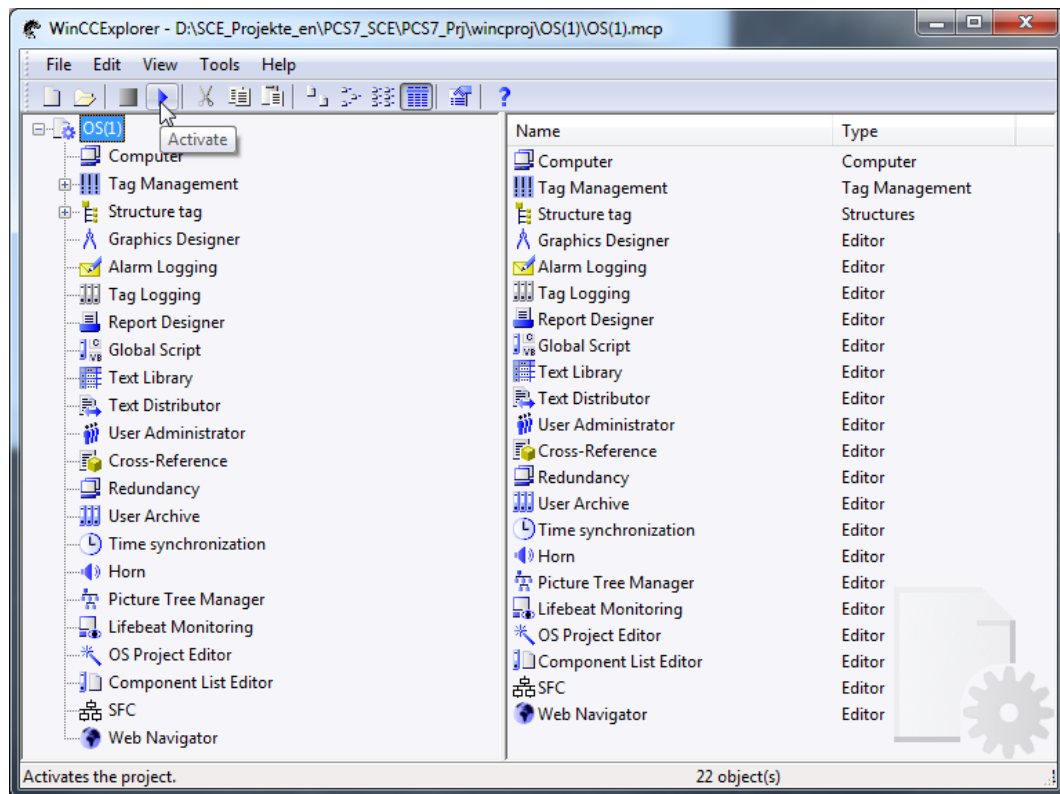 WinCCExplorer - D:\SCE_Projekte_en\PCS7_SCE\PCS7_Prj\wincproj\OS(1)\OS(1).mcp
File Edit View Tools Help
OS(1)
Activate
Computer
Tag Management
Structure tag
Graphics Designer
Alarm Logging
Tag Logging
Report Designer
Global Script
Text Library
Text Distributor
User Administrator
Cross-Reference
Redundancy
User Archive
Time synchronization
Horn
Picture Tree Manager
Lifebeat Monitoring
OS Project Editor
Component List Editor
SFC
Web Navigator
Name Type
Computer Computer
Tag Management Tag Management
Structure tag Structures
Graphics Designer Editor
Alarm Logging Editor
Tag Logging Editor
Report Designer Editor
Global Script Editor
Text Library Editor
Text Distributor Editor
User Administrator Editor
Cross-Reference Editor
Redundancy Editor
User Archive Editor
Time synchronization Editor
Horn Editor
Picture Tree Manager Editor
Lifebeat Monitoring Editor
OS Project Editor Editor
Component List Editor Editor
SFC Editor
Web Navigator Editor
Activates the project. 22 object(s)